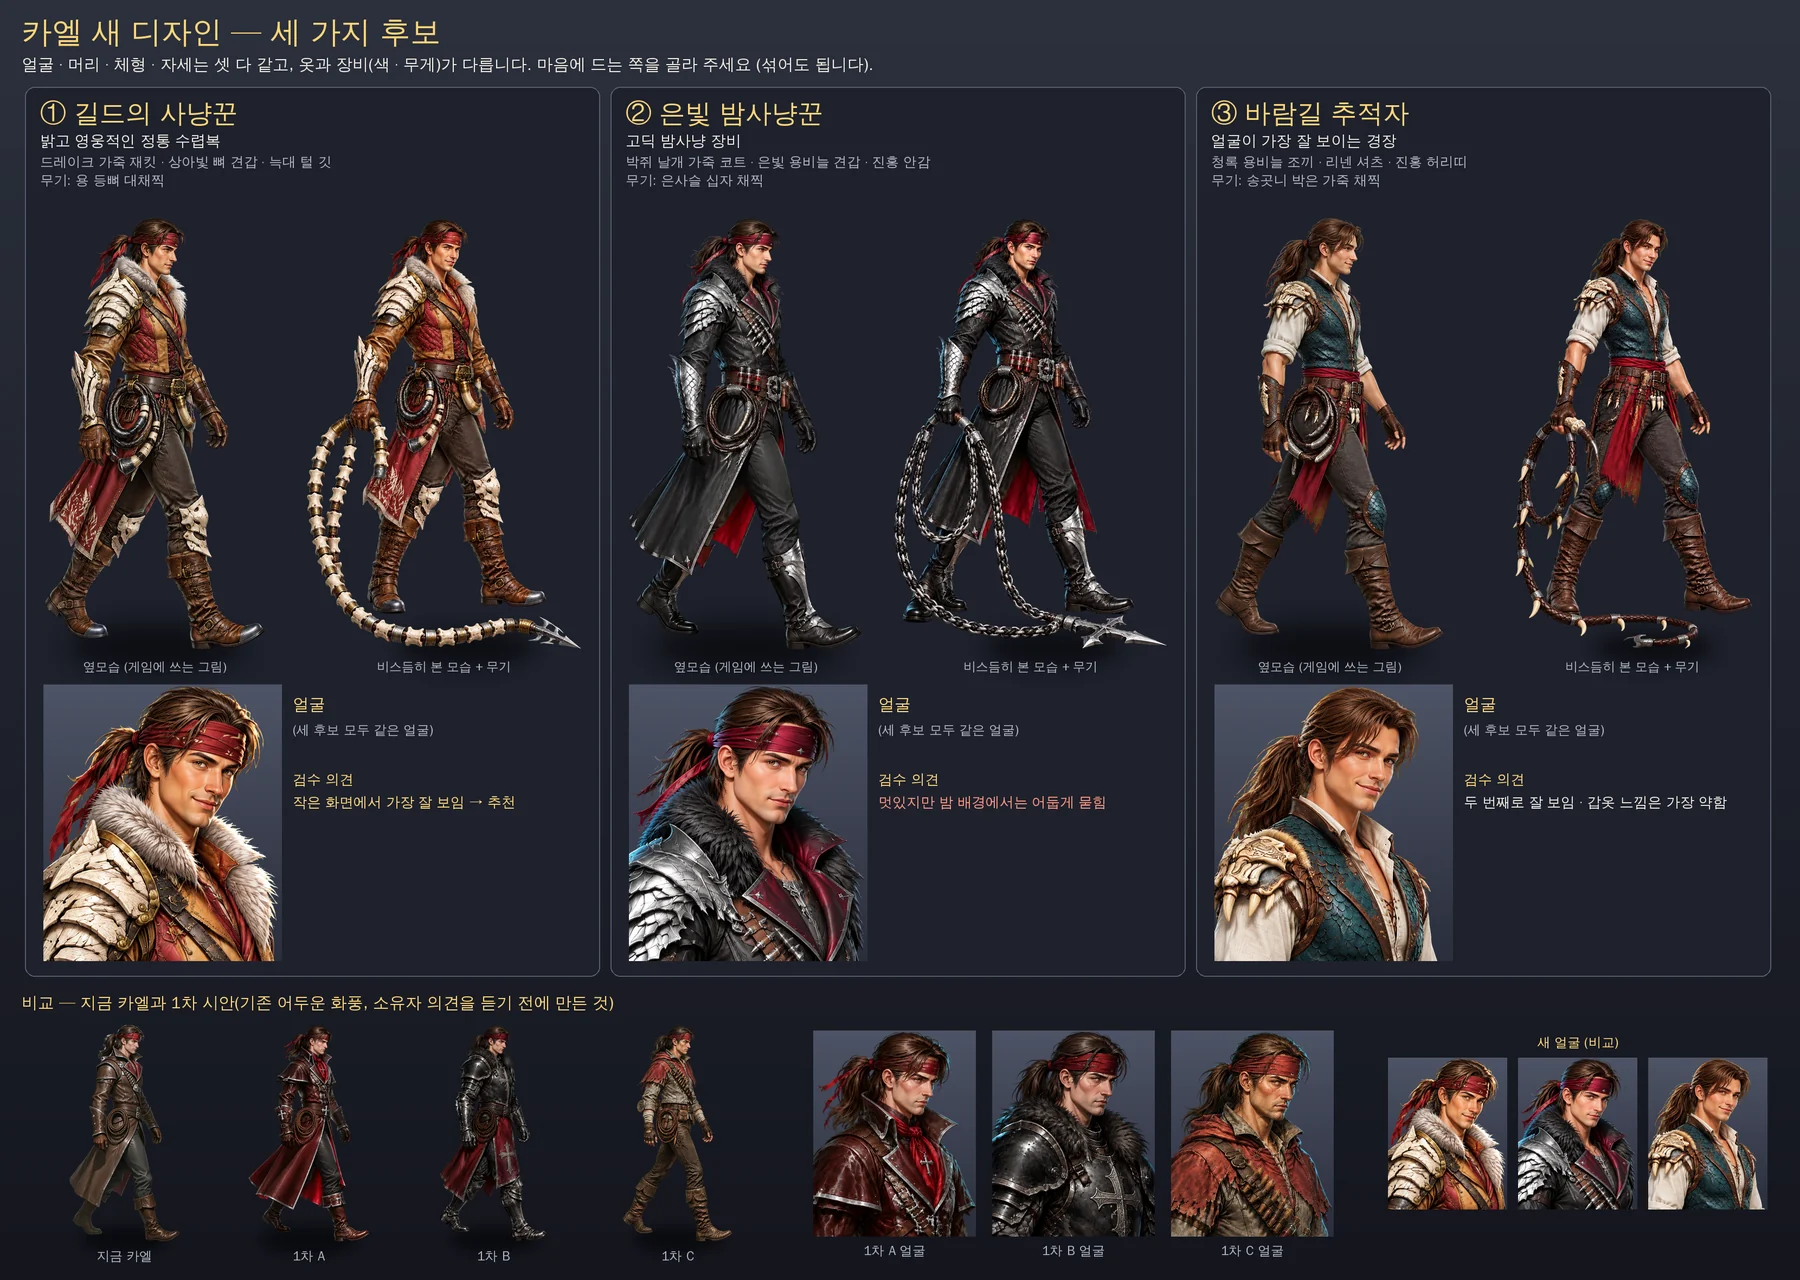 카엘 새 디자인 — 세 가지 후보
얼굴 · 머리 · 체형 · 자세는 셋 다 같고, 옷과 장비(색 · 무게)가 다릅니다. 마음에 드는 쪽을 골라 주세요 (섞어도 됩니다).
① 길드의 사냥꾼
밝고 영웅적인 정통 수렵복
드레이크 가죽 재킷 · 상아빛 뼈 견갑 · 늑대 털 깃
무기: 용 등뼈 대채찍
옆모습 (게임에 쓰는 그림)
비스듬히 본 모습 + 무기
얼굴
(세 후보 모두 같은 얼굴)
검수 의견
작은 화면에서 가장 잘 보임 → 추천
② 은빛 밤사냥꾼
고딕 밤사냥 장비
박쥐 날개 가죽 코트 · 은빛 용비늘 견갑 · 진홍 안감
무기: 은사슬 십자 채찍
옆모습 (게임에 쓰는 그림)
비스듬히 본 모습 + 무기
얼굴
(세 후보 모두 같은 얼굴)
검수 의견
멋있지만 밤 배경에서는 어둡게 묻힘
③ 바람길 추적자
얼굴이 가장 잘 보이는 경장
청록 용비늘 조끼 · 리넨 셔츠 · 진홍 허리띠
무기: 송곳니 박은 가죽 채찍
옆모습 (게임에 쓰는 그림)
비스듬히 본 모습 + 무기
얼굴
(세 후보 모두 같은 얼굴)
검수 의견
두 번째로 잘 보임 · 갑옷 느낌은 가장 약함
비교 — 지금 카엘과 1차 시안(기존 어두운 화풍, 소유자 의견을 듣기 전에 만든 것)
지금 카엘
1차 A
1차 B
1차 C
1차 A 얼굴
1차 B 얼굴
1차 C 얼굴
새 얼굴 (비교)